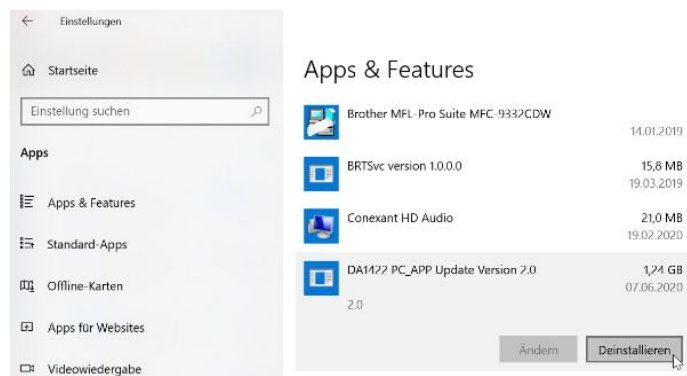 Einstellungen
Startseite
Einstellung suchen
Apps
Apps & Features
Standard-Apps
Offline-Karten
Apps für Websites
Videowiedergabe
Apps & Features
Brother MFL-Pro Suite MFC-9332CDW
14.01.2019
BRTSvc version 1.0.0.0
15,8 MB
19.03.2019
Conexant HD Audio
21,0 MB
19.02.2020
DA1422 PC_APP Update Version 2.0
1,24 GB
07.06.2020
2.0
Ändern
Deinstallieren